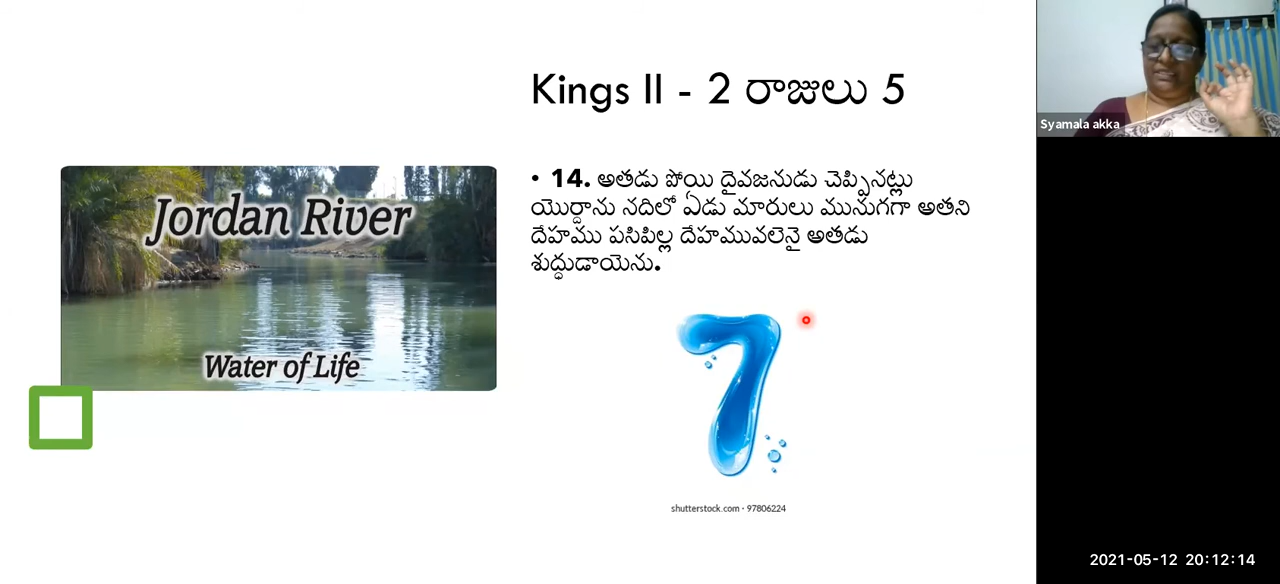 Kings II - 2 రాజులు 5
Jordan River
Water of Life
• 14. అతడు పోయి దైవజనుడు చెప్పినట్లు
యొర్దాను నదిలో ఏడు మారులు మునుగగా అతని
దేహము పసిపిల్ల దేహమువలెనై అతడు
శుద్ధుడాయెను.
7
shutterstock.com · 97806224
Syamala akka
2021-05-12 20:12:14